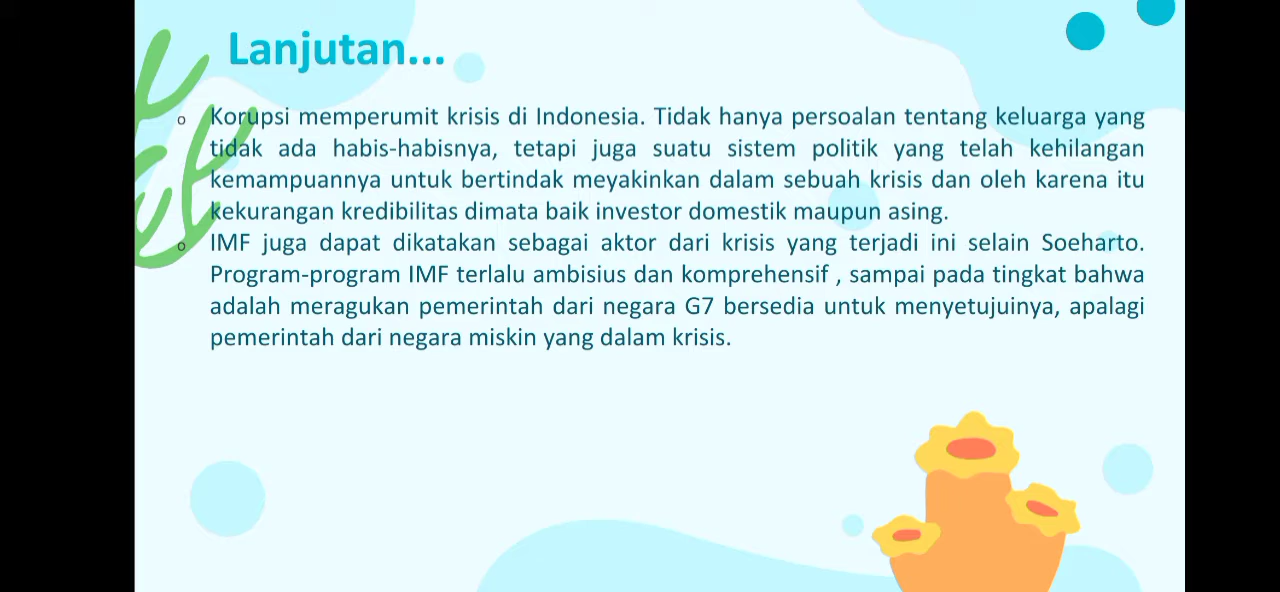 Lanjutan...
o Korupsi memperumit krisis di Indonesia. Tidak hanya persoalan tentang keluarga yang
tidak ada habis-habisnya, tetapi juga suatu sistem politik yang telah kehilangan
kemampuannya untuk bertindak meyakinkan dalam sebuah krisis dan oleh karena itu
kekurangan kredibilitas dimata baik investor domestik maupun asing.
o IMF juga dapat dikatakan sebagai aktor dari krisis yang terjadi ini selain Soeharto.
Program-program IMF terlalu ambisius dan komprehensif , sampai pada tingkat bahwa
adalah meragukan pemerintah dari negara G7 bersedia untuk menyetujuinya, apalagi
pemerintah dari negara miskin yang dalam krisis.